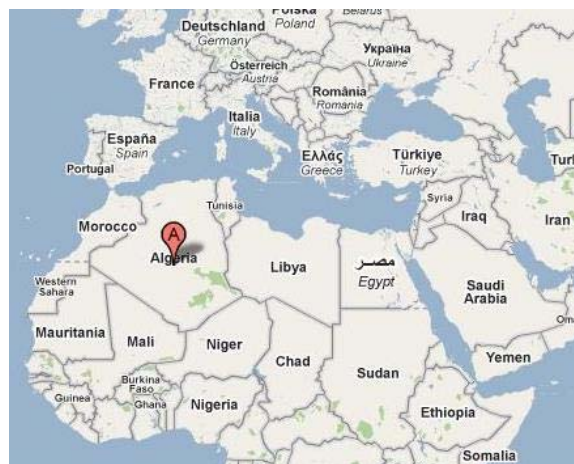 Polska
Poland
Belarus
Deutschland
Germany
Україна
Ukraine
Österreich
Austria
France
România
Romania
Italia
Italy
España
Spain
Ελλάς
Greece
Türkiye
Turkey
Portugal
Tunisia
Syria
Iraq
Iran
Morocco
A
Algeria
Libya
مصر
Egypt
Saudi
Arabia
Western
Sahara
Mauritania
Mali
Niger
Chad
Sudan
Yemen
Burkina
Faso
Guinea
Ghana
Nigeria
Ethiopia
Somalia